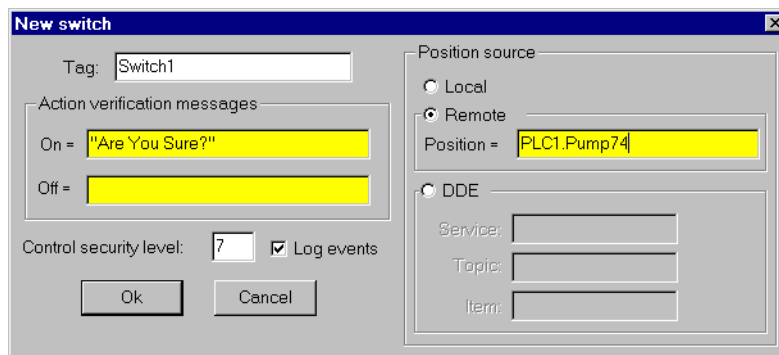 New switch
Tag: Switch1
Action verification messages
On = "Are You Sure?"
Off =
Control security level: 7 Log events
Ok Cancel
Position source
Local
Remote
Position = PLC1.Pump74
DDE
Service:
Topic:
Item: